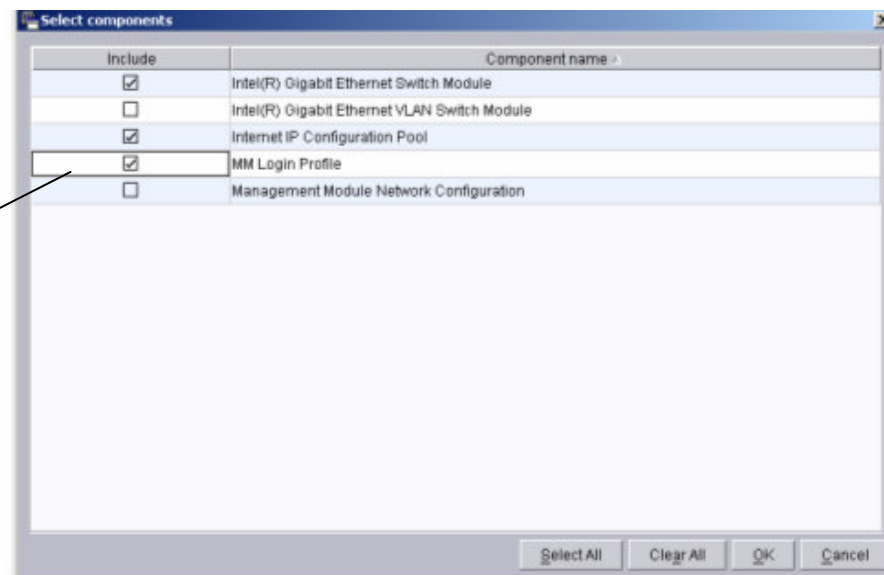 Select components
Include Component name
Intel(R) Gigabit Ethernet Switch Module
Intel(R) Gigabit Ethernet VLAN Switch Module
Internet IP Configuration Pool
MM Login Profile
Management Module Network Configuration
Select All Clear All OK Cancel